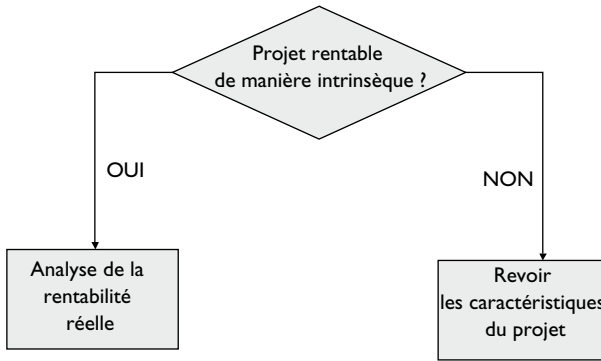 Projet rentable
de manière intrinsèque ?
OUI
NON
Analyse de la
rentabilité
réelle
Revoir
les caractéristiques
du projet